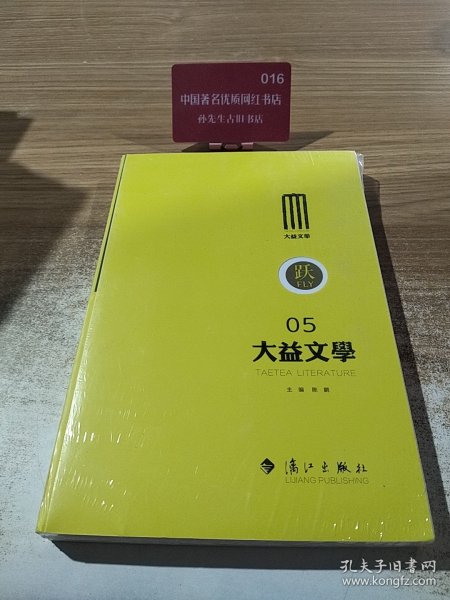 016
中国著名优质网红书店
孙先生古旧书店
大益文學
跃
FLY
05
大益文學
TAETEA LITERATURE
主编 陈鹏
漓江出版社
LIJIANG PUBLISHING
孔夫子旧书网
www.kongfz.com